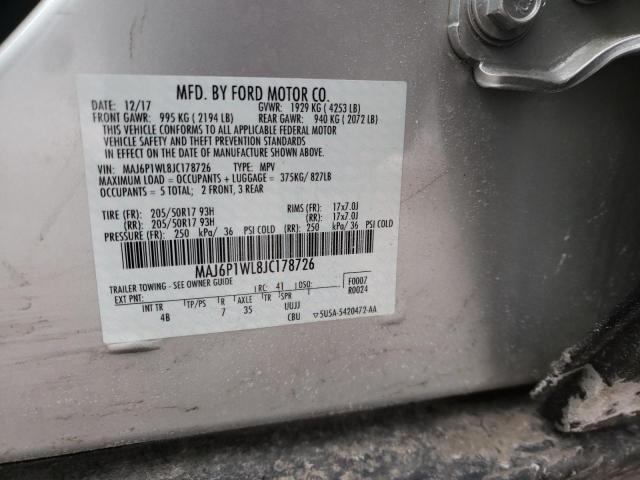 MFD. BY FORD MOTOR CO.
DATE: 12/17 GVWR: 1929 KG ( 4253 LB)
FRONT GAWR: 995 KG ( 2194 LB) REAR GAWR: 940 KG ( 2072 LB)
THIS VEHICLE CONFORMS TO ALL APPLICABLE FEDERAL MOTOR
VEHICLE SAFETY AND THEFT PREVENTION STANDARDS
IN EFFECT ON THE DATE OF MANUFACTURE SHOWN ABOVE.
VIN: MAJ6P1WL8JC178726 TYPE: MPV
MAXIMUM LOAD = OCCUPANTS + LUGGAGE = 375KG/ 827LB
OCCUPANTS = 5 TOTAL; 2 FRONT, 3 REAR
TIRE (FR): 205/50R17 93H RIMS (FR): 17x7.0J
(RR): 205/50R17 93H (RR): 17x7.0J
PRESSURE (FR): 250 kPa/ 36 PSI COLD (RR): 250 kPa/ 36 PSI COLD
MAJ6P1WL8JC178726
TRAILER TOWING - SEE OWNER GUIDE
EXT PNT: RC: 41 DSO: F0007
R0024
INT TR TP/PS R AXLE TR SPR
4B 7 35 UUJJ
CBU ▽5U5A-5420472-AA